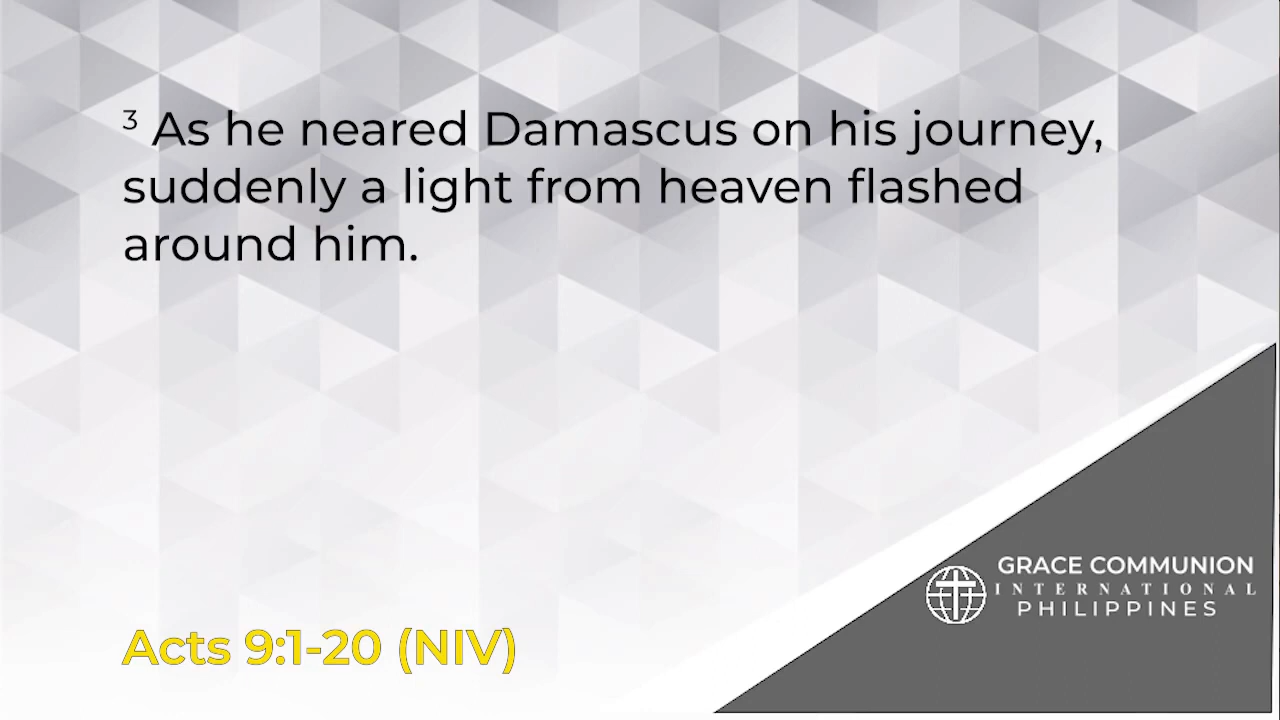 ³ As he neared Damascus on his journey,
suddenly a light from heaven flashed
around him.
GRACE COMMUNION
INTERNATIONAL
PHILIPPINES
Acts 9:1-20 (NIV)